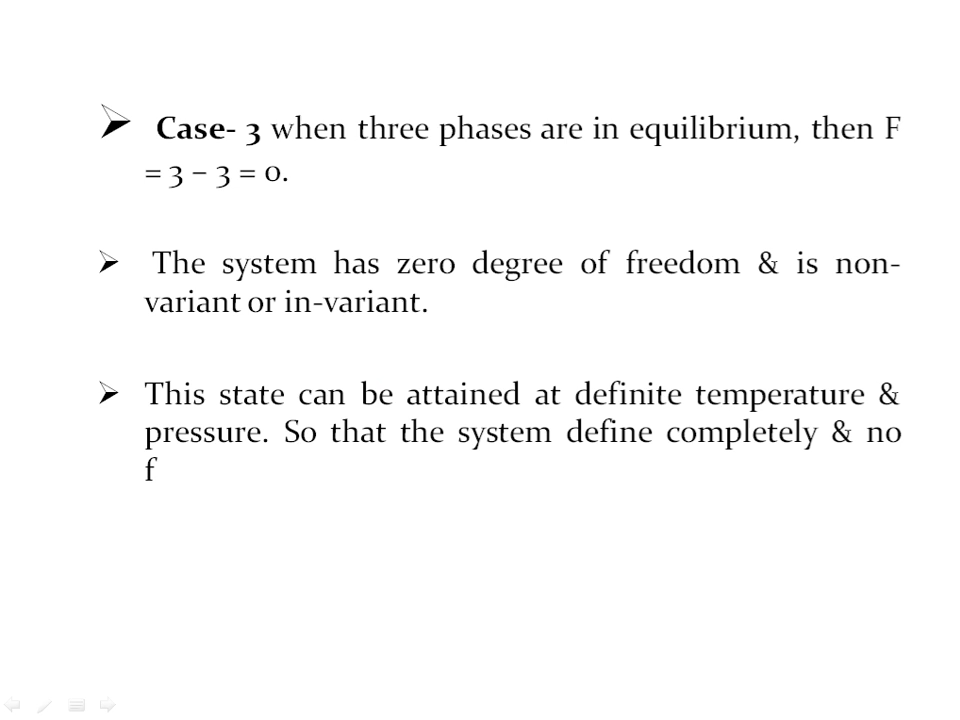 ➢ Case- 3 when three phases are in equilibrium, then F
= 3 – 3 = 0.
➢ The system has zero degree of freedom & is non-
variant or in-variant.
➢ This state can be attained at definite temperature &
pressure. So that the system define completely & no
f